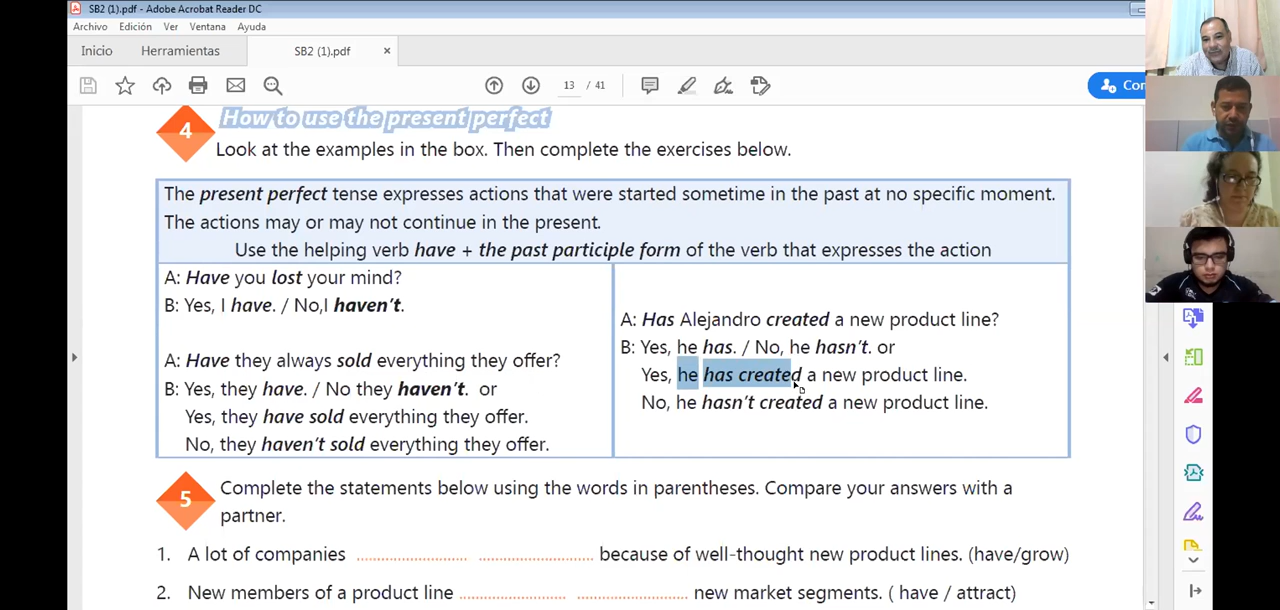 SB2 (1).pdf - Adobe Acrobat Reader DC
Archivo Edición Ver Ventana Ayuda
Inicio Herramientas SB2 (1).pdf ×
13 / 41 Con
4 How to use the present perfect
Look at the examples in the box. Then complete the exercises below.
The present perfect tense expresses actions that were started sometime in the past at no specific moment.
The actions may or may not continue in the present.
Use the helping verb have + the past participle form of the verb that expresses the action
A: Have you lost your mind?
B: Yes, I have. / No,I haven't.
A: Have they always sold everything they offer?
B: Yes, they have. / No they haven't. or
Yes, they have sold everything they offer.
No, they haven't sold everything they offer.
A: Has Alejandro created a new product line?
B: Yes, he has. / No, he hasn't. or
Yes, he has created a new product line.
No, he hasn't created a new product line.
5 Complete the statements below using the words in parentheses. Compare your answers with a
partner.
1. A lot of companies ........................ ........................ because of well-thought new product lines. (have/grow)
2. New members of a product line ........................ ........................ new market segments. ( have / attract)